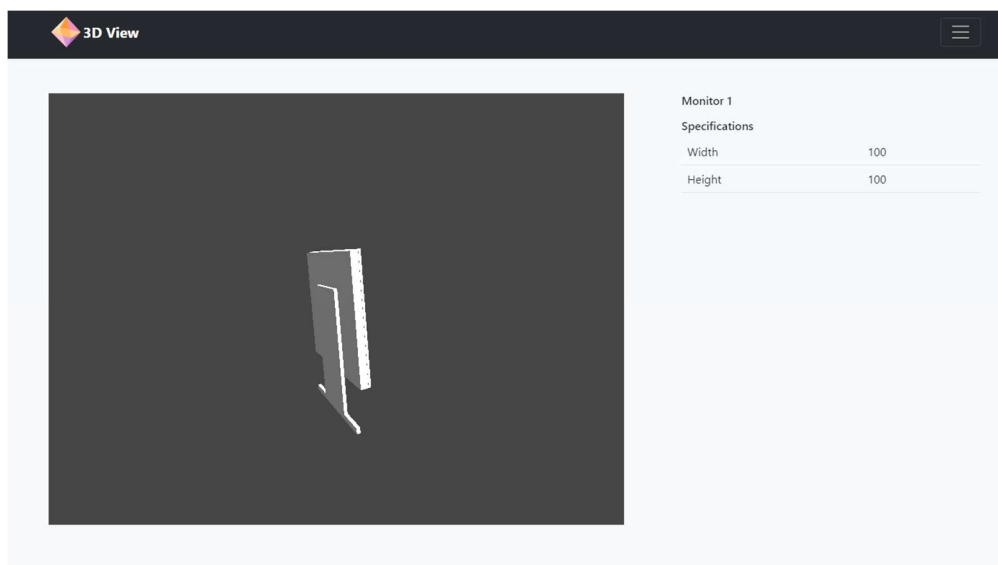 3D View
Monitor 1
Specifications
Width 100
Height 100